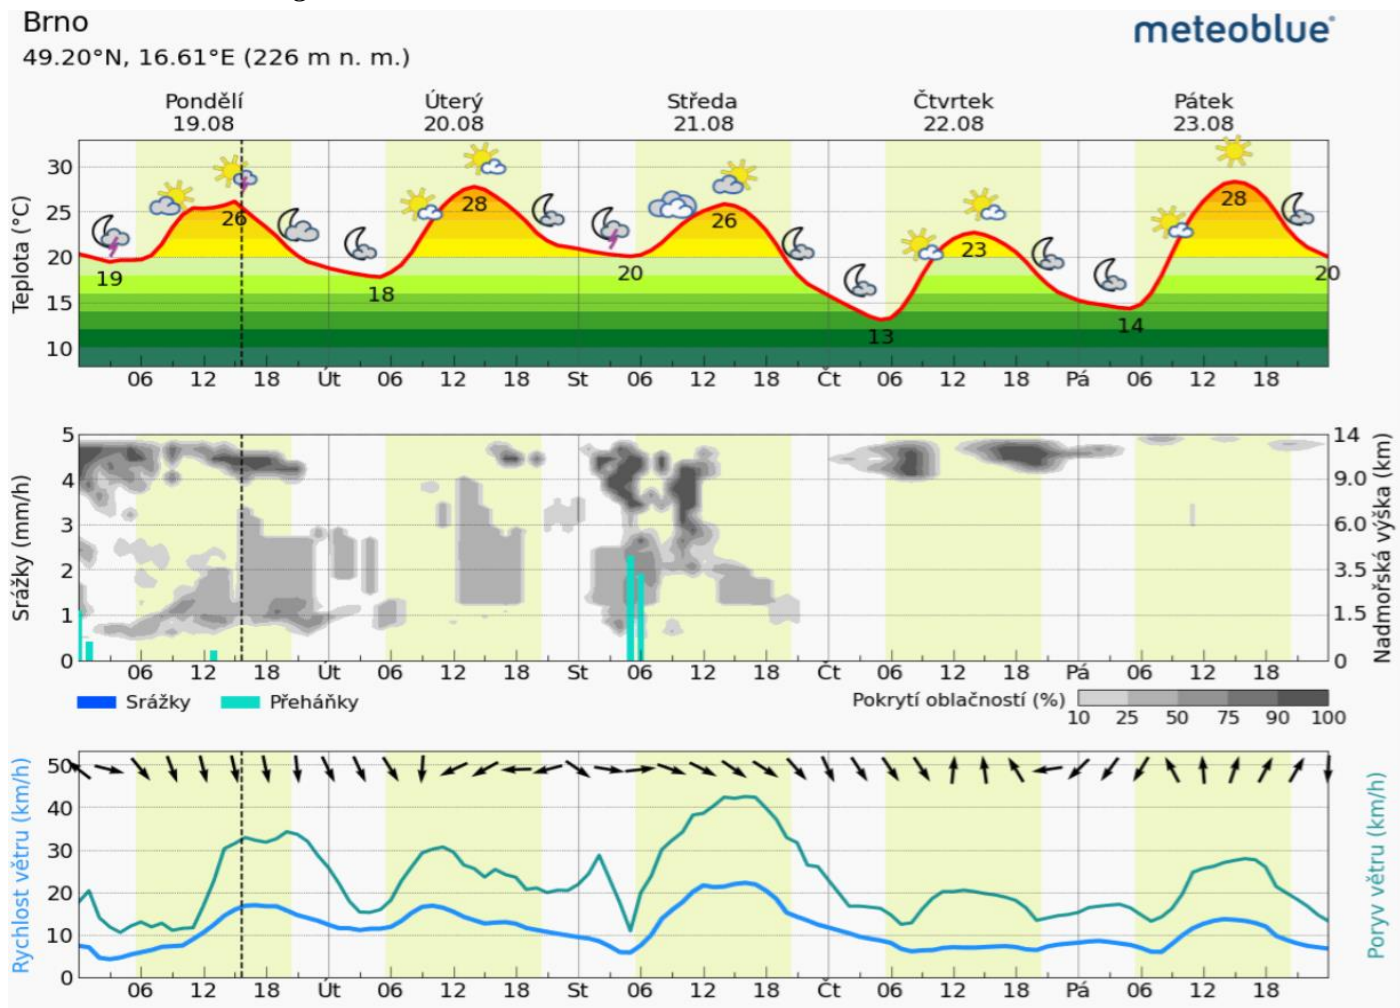 Brno
meteoblue®
49.20°N, 16.61°E (226 m n. m.)
Pondělí Úterý Středa Čtvrtek Pátek
19.08 20.08 21.08 22.08 23.08
Teplota (°C)
30
25
20
15
10
19 26 18 28 20 26 13 23 14 28 20
06 12 18 Út 06 12 18 St 06 12 18 Čt 06 12 18 Pá 06 12 18
Srážky (mm/h)
5 14
4 9.0
3 6.0
2 3.5
1 1.5
0 0
Nadmořská výška (km)
06 12 18 Út 06 12 18 St 06 12 18 Čt 06 12 18 Pá 06 12 18
Srážky Přeháňky Pokrytí oblačností (%)
10 25 50 75 90 100
Rychlost větru (km/h)
50
40
30
20
10
0
Poryv větru (km/h)
06 12 18 Út 06 12 18 St 06 12 18 Čt 06 12 18 Pá 06 12 18